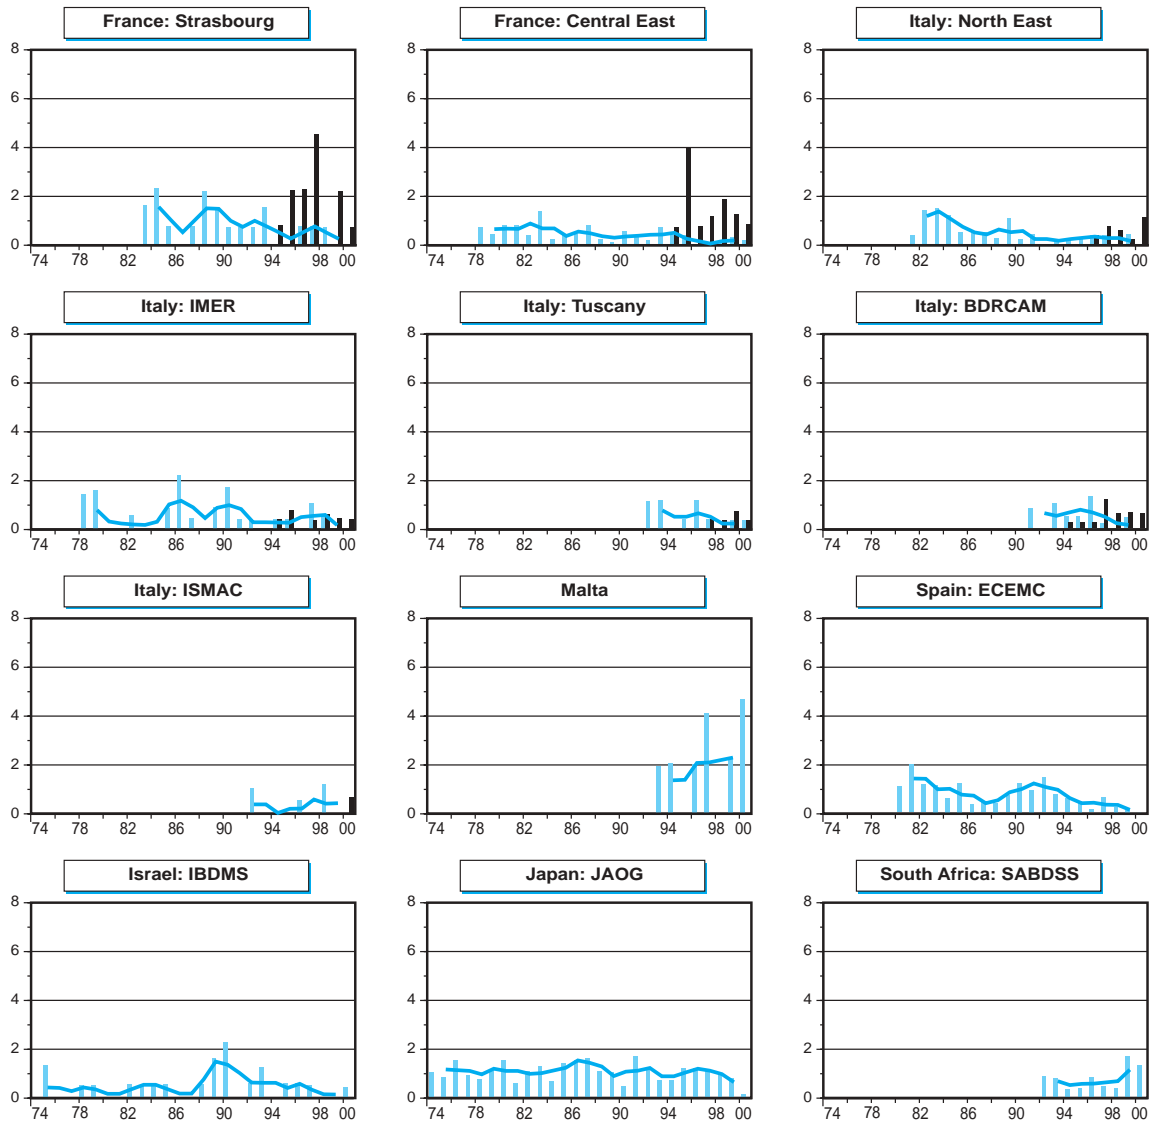 France: Strasbourg
France: Central East
Italy: North East
8
6
4
2
0
74 78 82 86 90 94 98 00
8
6
4
2
0
74 78 82 86 90 94 98 00
8
6
4
2
0
74 78 82 86 90 94 98 00
Italy: IMER
Italy: Tuscany
Italy: BDRCAM
8
6
4
2
0
74 78 82 86 90 94 98 00
8
6
4
2
0
74 78 82 86 90 94 98 00
8
6
4
2
0
74 78 82 86 90 94 98 00
Italy: ISMAC
Malta
Spain: ECEMC
8
6
4
2
0
74 78 82 86 90 94 98 00
8
6
4
2
0
74 78 82 86 90 94 98 00
8
6
4
2
0
74 78 82 86 90 94 98 00
Israel: IBDMS
Japan: JAOG
South Africa: SABDSS
8
6
4
2
0
74 78 82 86 90 94 98 00
8
6
4
2
0
74 78 82 86 90 94 98 00
8
6
4
2
0
74 78 82 86 90 94 98 00